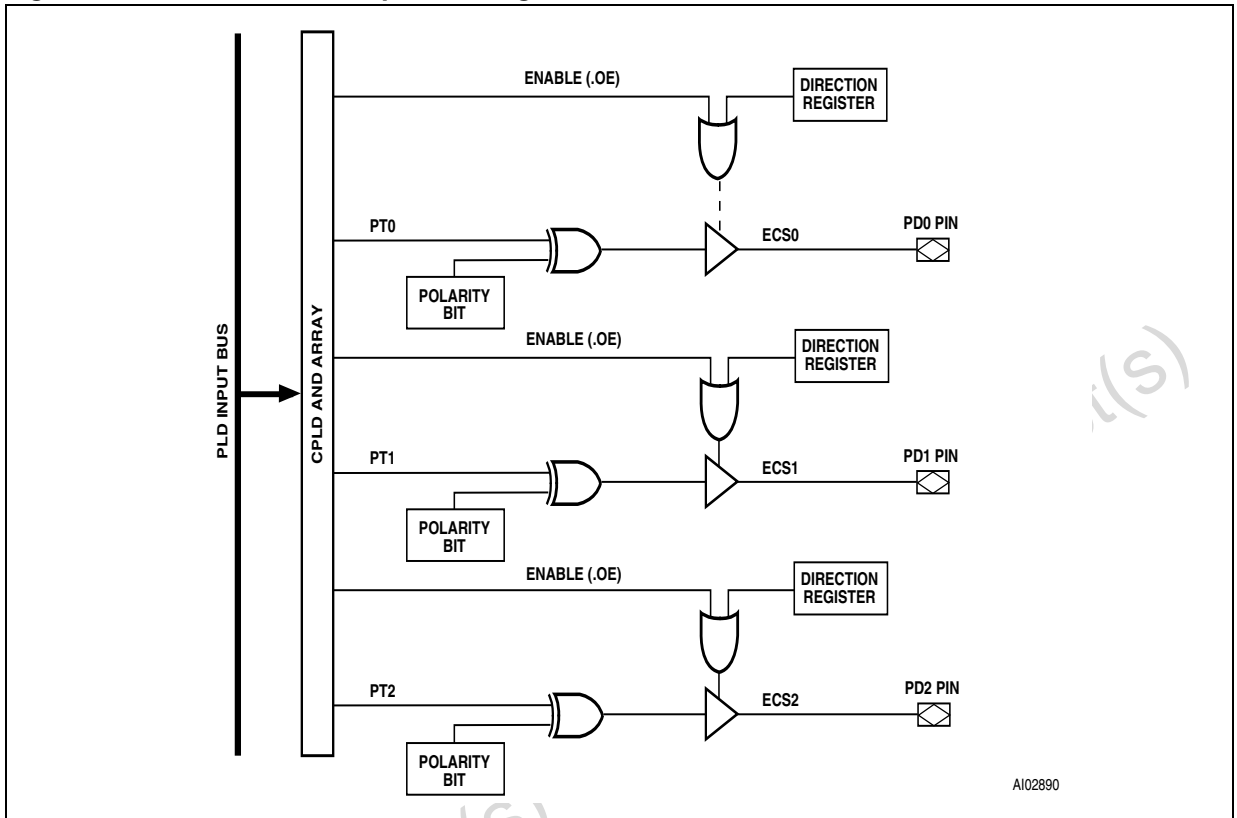 ENABLE (.OE)
DIRECTION
REGISTER
PT0
ECS0
PD0 PIN
POLARITY
BIT
ENABLE (.OE)
DIRECTION
REGISTER
PLD INPUT BUS
CPLD AND ARRAY
PT1
ECS1
PD1 PIN
POLARITY
BIT
ENABLE (.OE)
DIRECTION
REGISTER
PT2
ECS2
PD2 PIN
POLARITY
BIT
AI02890